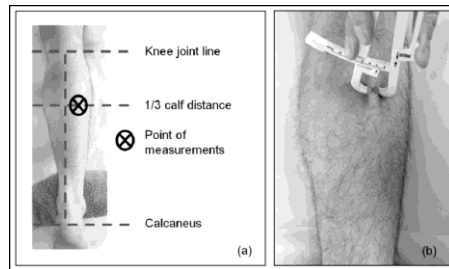 Knee joint line
1/3 calf distance
Point of
measurements
Calcaneus
(a)
(b)